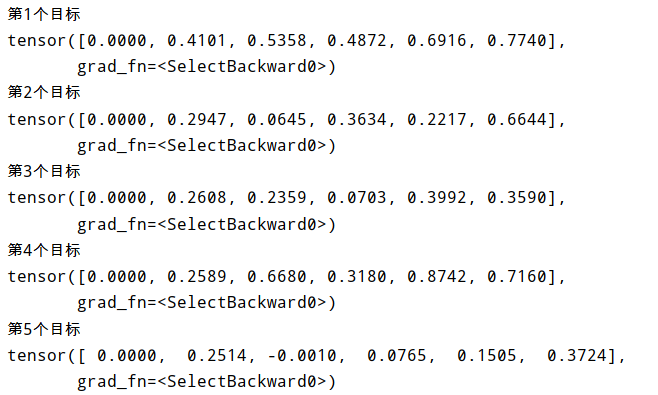 第1个目标
tensor([0.0000, 0.4101, 0.5358, 0.4872, 0.6916, 0.7740],
grad_fn=<SelectBackward0>)
第2个目标
tensor([0.0000, 0.2947, 0.0645, 0.3634, 0.2217, 0.6644],
grad_fn=<SelectBackward0>)
第3个目标
tensor([0.0000, 0.2608, 0.2359, 0.0703, 0.3992, 0.3590],
grad_fn=<SelectBackward0>)
第4个目标
tensor([0.0000, 0.2589, 0.6680, 0.3180, 0.8742, 0.7160],
grad_fn=<SelectBackward0>)
第5个目标
tensor([ 0.0000,  0.2514, -0.0010,  0.0765,  0.1505,  0.3724],
grad_fn=<SelectBackward0>)